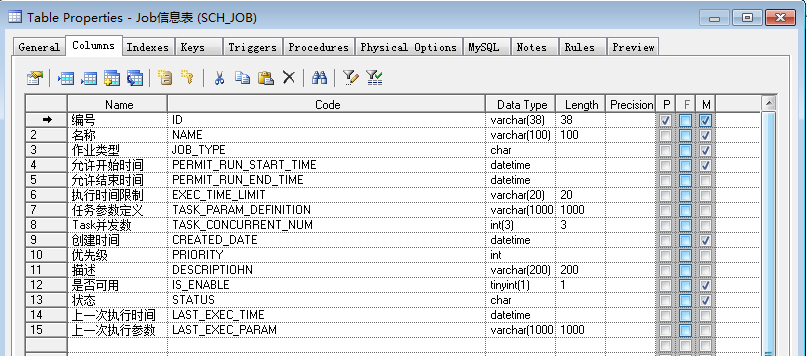 Table Properties - Job信息表 (SCH_JOB)
General Columns Indexes Keys Triggers Procedures Physical Options MySQL Notes Rules Preview
Name Code Data Type Length Precision P F M
编号 ID varchar(38) 38
2 名称 NAME varchar(100) 100
3 作业类型 JOB_TYPE char
4 允许开始时间 PERMIT_RUN_START_TIME datetime
5 允许结束时间 PERMIT_RUN_END_TIME datetime
6 执行时间限制 EXEC_TIME_LIMIT varchar(20) 20
7 任务参数定义 TASK_PARAM_DEFINITION varchar(1000 1000
8 Task并发数 TASK_CONCURRENT_NUM int(3) 3
9 创建时间 CREATED_DATE datetime
10 优先级 PRIORITY int
11 描述 DESCRIPTIOHN varchar(200) 200
12 是否可用 IS_ENABLE tinyint(1) 1
13 状态 STATUS char
14 上一次执行时间 LAST_EXEC_TIME datetime
15 上一次执行参数 LAST_EXEC_PARAM varchar(1000 1000